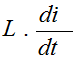 L . di/dt